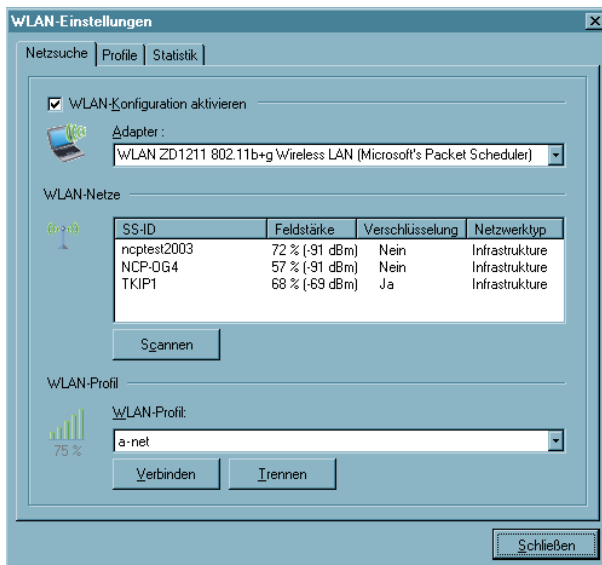 WLAN-Einstellungen
Netzsuche Profile Statistik
WLAN-Konfiguration aktivieren
Adapter :
WLAN ZD1211 802.11b+g Wireless LAN (Microsoft's Packet Scheduler)
WLAN-Netze
SS-ID Feldstärke Verschlüsselung Netzwerktyp
ncptest2003 72 % (-91 dBm) Nein Infrastrukture
NCP-OG4 57 % (-91 dBm) Nein Infrastrukture
TKIP1 68 % (-69 dBm) Ja Infrastrukture
Scannen
WLAN-Profil
WLAN-Profil:
75 %
a-net
Verbinden Trennen
Schließen